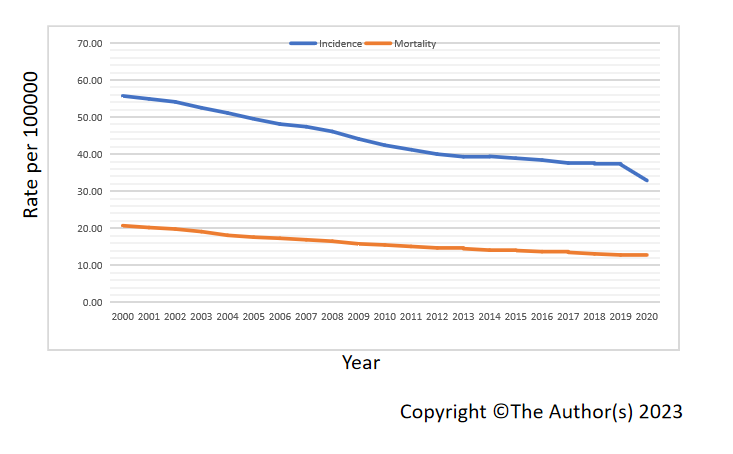 Incidence Mortality
Rate per 100000
70.00
60.00
50.00
40.00
30.00
20.00
10.00
0.00
2000 2001 2002 2003 2004 2005 2006 2007 2008 2009 2010 2011 2012 2013 2014 2015 2016 2017 2018 2019 2020
Year
Copyright ©The Author(s) 2023